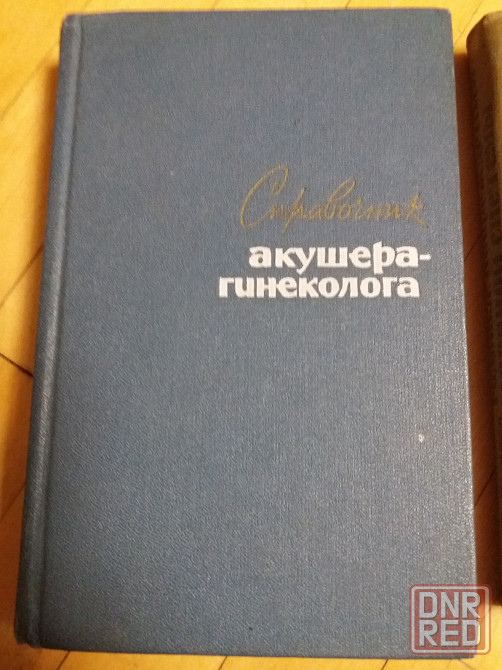 Справочник
акушера-
гинеколога
DNR
RED